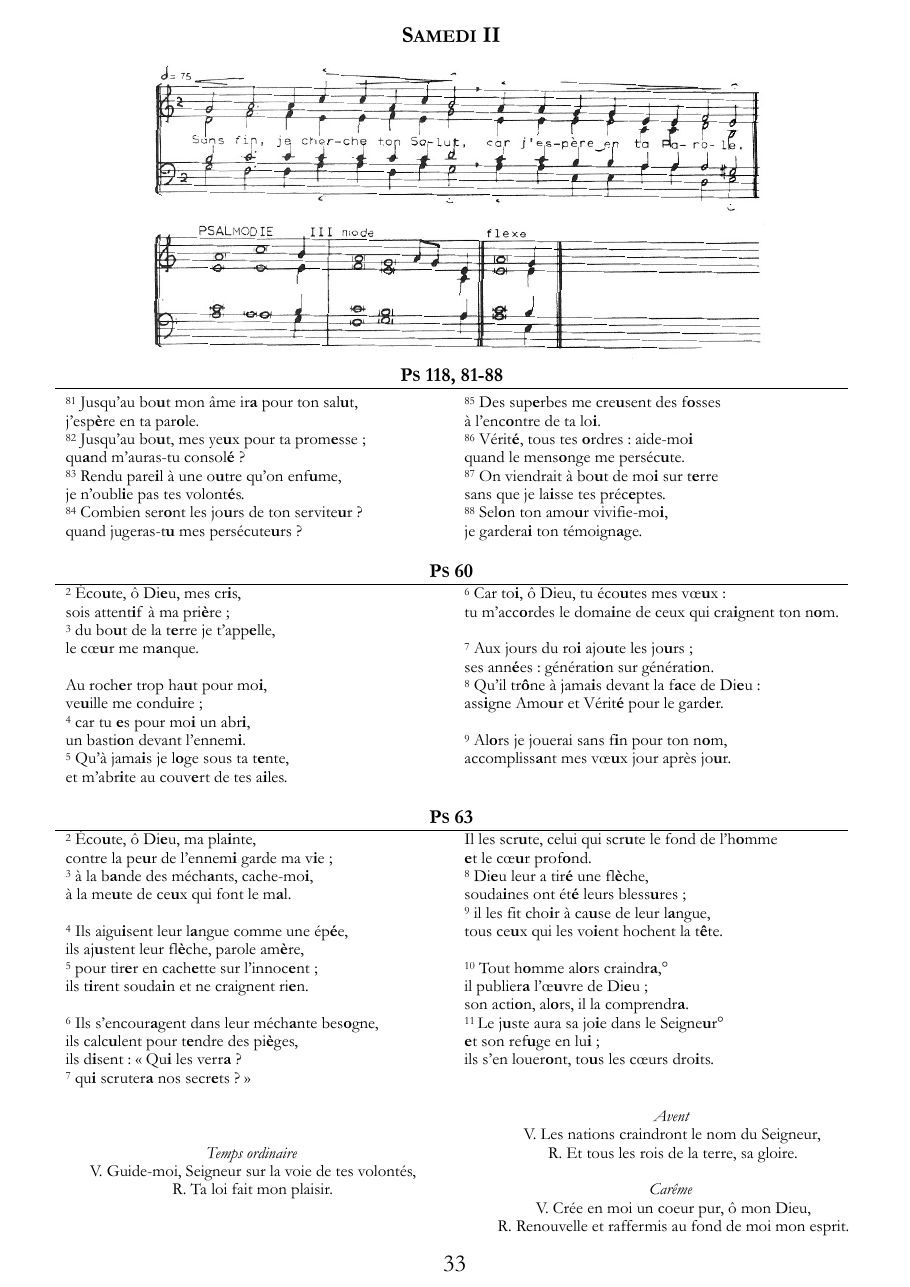 SAMEDI II
= 75
Sans fin, je cher-che ton Sa-lut, car j'es-père en ta Pa-ro-le.
PSALMODIE III mode flexe
PS 118, 81-88
81 Jusqu'au bout mon âme ira pour ton salut,
j'espère en ta parole.
82 Jusqu'au bout, mes yeux pour ta promesse ;
quand m'auras-tu consolé ?
83 Rendu pareil à une outre qu'on enfume,
je n'oublie pas tes volontés.
84 Combien seront les jours de ton serviteur ?
quand jugeras-tu mes persécuteurs ?
85 Des superbes me creusent des fosses
à l'encontre de ta loi.
86 Vérité, tous tes ordres : aide-moi
quand le mensonge me persécute.
87 On viendrait à bout de moi sur terre
sans que je laisse tes préceptes.
88 Selon ton amour vivifie-moi,
je garderai ton témoignage.
PS 60
2 Écoute, ô Dieu, mes cris,
sois attentif à ma prière ;
3 du bout de la terre je t'appelle,
le cœur me manque.
Au rocher trop haut pour moi,
veuille me conduire ;
4 car tu es pour moi un abri,
un bastion devant l'ennemi.
5 Qu'à jamais je loge sous ta tente,
et m'abrite au couvert de tes ailes.
6 Car toi, ô Dieu, tu écoutes mes vœux :
tu m'accordes le domaine de ceux qui craignent ton nom.
7 Aux jours du roi ajoute les jours ;
ses années : génération sur génération.
8 Qu'il trône à jamais devant la face de Dieu :
assigne Amour et Vérité pour le garder.
9 Alors je jouerai sans fin pour ton nom,
accomplissant mes vœux jour après jour.
PS 63
2 Écoute, ô Dieu, ma plainte,
contre la peur de l'ennemi garde ma vie ;
3 à la bande des méchants, cache-moi,
à la meute de ceux qui font le mal.
4 Ils aiguisent leur langue comme une épée,
ils ajustent leur flèche, parole amère,
5 pour tirer en cachette sur l'innocent ;
ils tirent soudain et ne craignent rien.
6 Ils s'encouragent dans leur méchante besogne,
ils calculent pour tendre des pièges,
ils disent : « Qui les verra ?
7 qui scrutera nos secrets ? »
Il les scrute, celui qui scrute le fond de l'homme
et le cœur profond.
8 Dieu leur a tiré une flèche,
soudaines ont été leurs blessures ;
9 il les fit choir à cause de leur langue,
tous ceux qui les voient hochent la tête.
10 Tout homme alors craindra,°
il publiera l'œuvre de Dieu ;
son action, alors, il la comprendra.
11 Le juste aura sa joie dans le Seigneur°
et son refuge en lui ;
ils s'en loueront, tous les cœurs droits.
Temps ordinaire
V. Guide-moi, Seigneur sur la voie de tes volontés,
R. Ta loi fait mon plaisir.
Avent
V. Les nations craindront le nom du Seigneur,
R. Et tous les rois de la terre, sa gloire.
Carême
V. Crée en moi un coeur pur, ô mon Dieu,
R. Renouvelle et raffermis au fond de moi mon esprit.
33